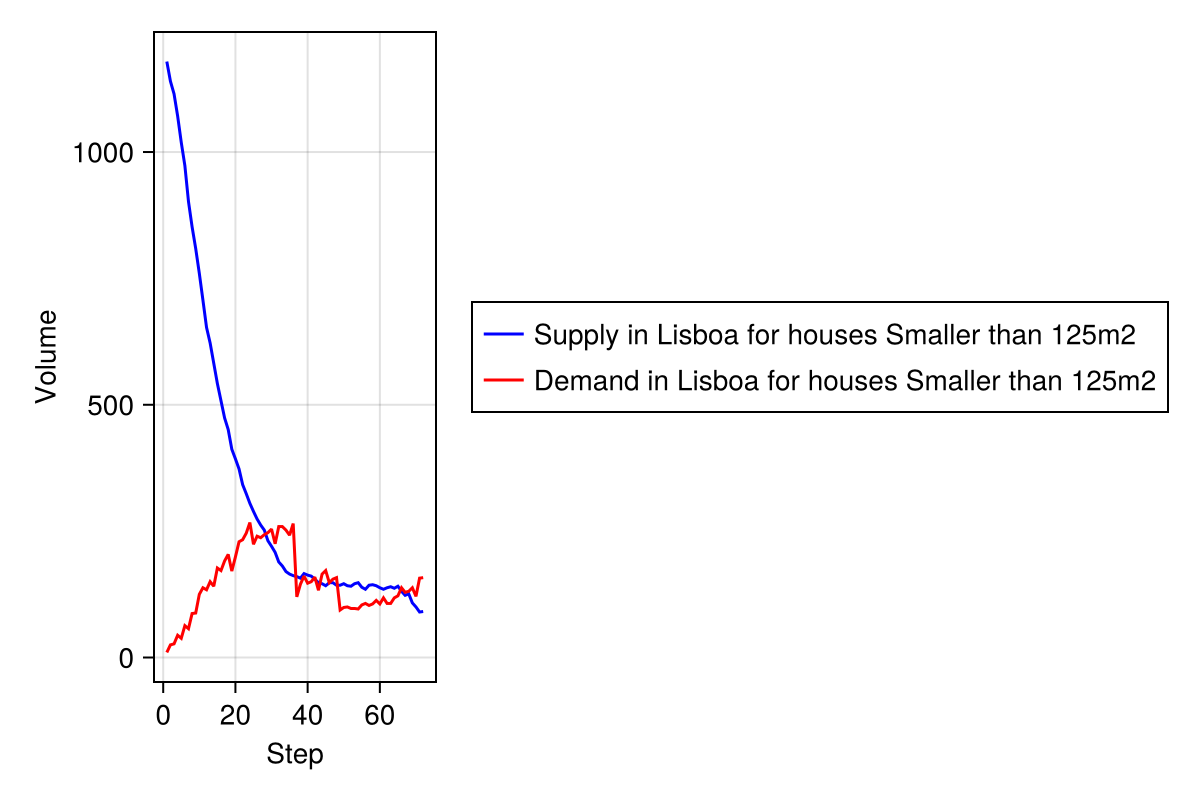 1000
500
0
Volume
0 20 40 60
Step
Supply in Lisboa for houses Smaller than 125m2
Demand in Lisboa for houses Smaller than 125m2